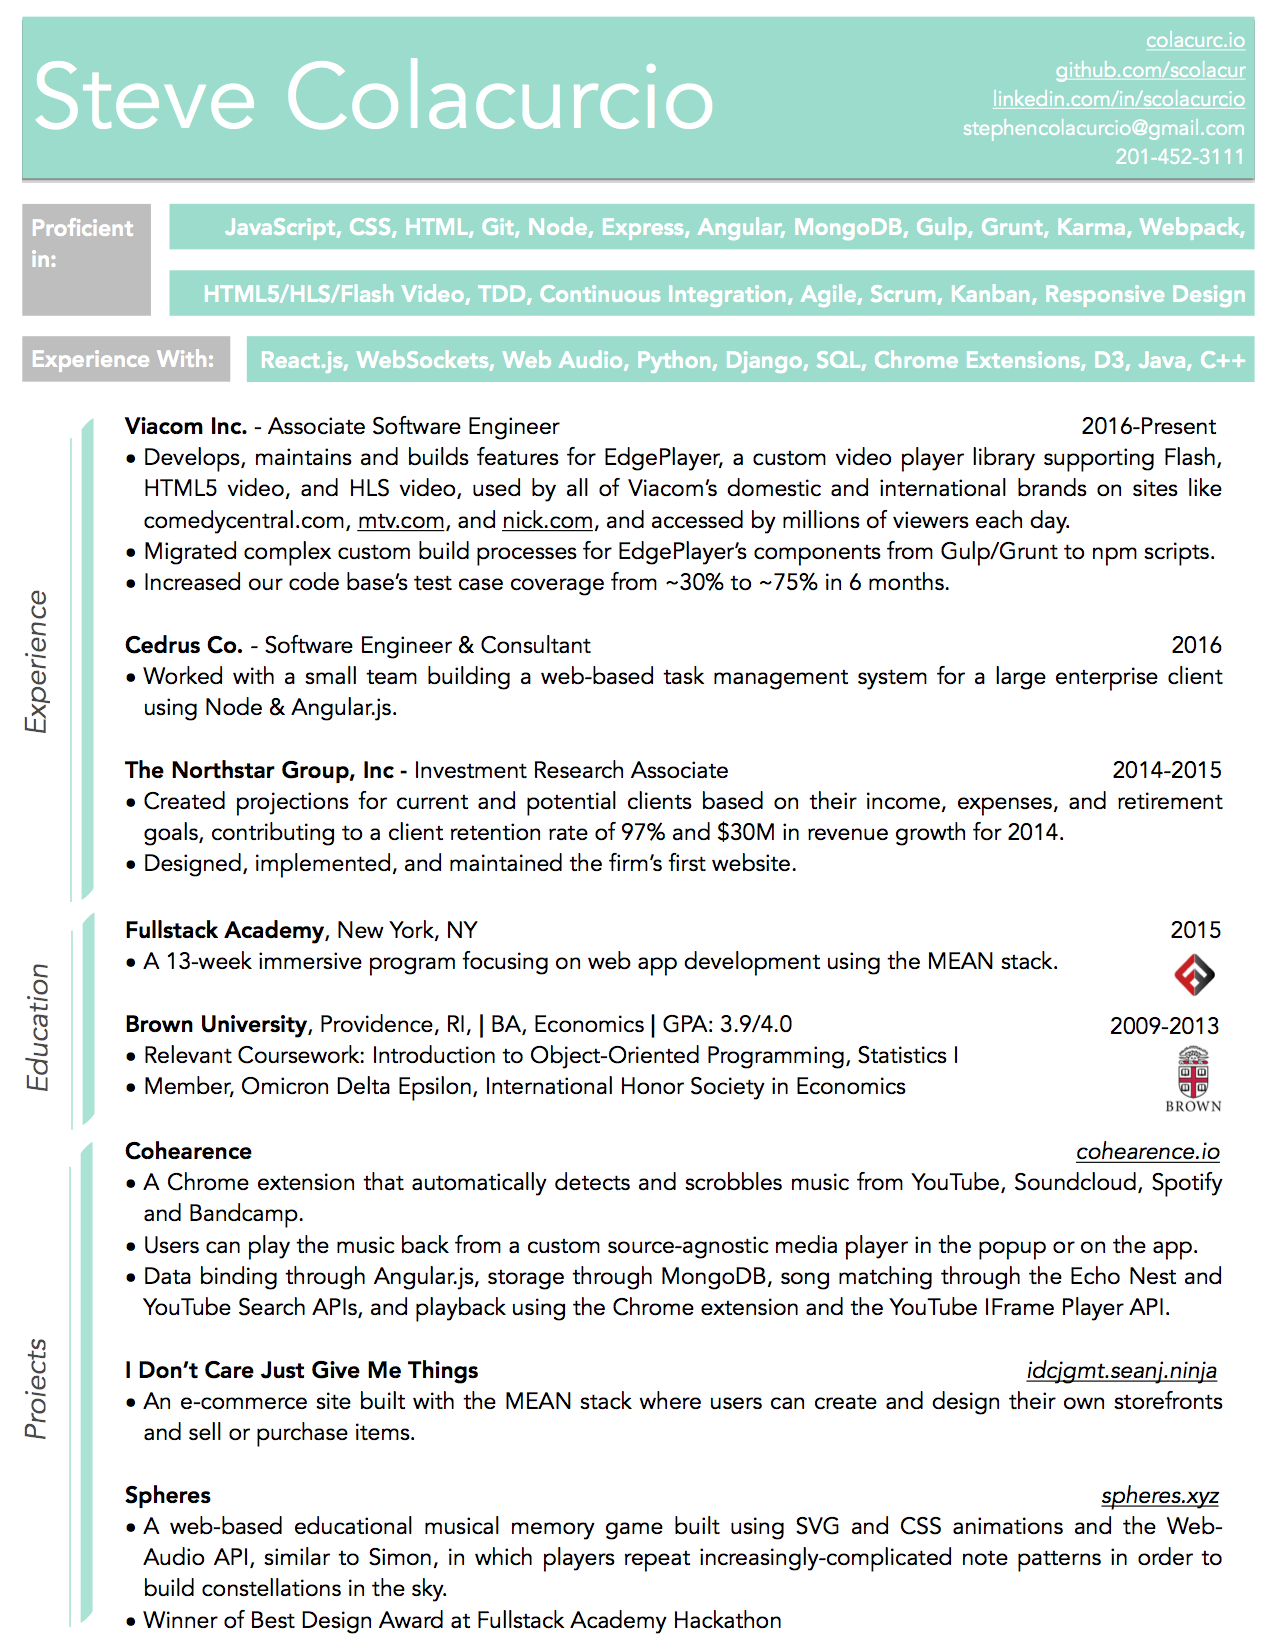 Steve Colacurcio
colacurc.io
github.com/scolacur
linkedin.com/in/scolacurcio
stephencolacurcio@gmail.com
201-452-3111
Proficient
in:
JavaScript, CSS, HTML, Git, Node, Express, Angular, MongoDB, Gulp, Grunt, Karma, Webpack,
HTML5/HLS/Flash Video, TDD, Continuous Integration, Agile, Scrum, Kanban, Responsive Design
Experience With:
React.js, WebSockets, Web Audio, Python, Django, SQL, Chrome Extensions, D3, Java, C++
Experience
Viacom Inc. - Associate Software Engineer 2016-Present
• Develops, maintains and builds features for EdgePlayer, a custom video player library supporting Flash,
HTML5 video, and HLS video, used by all of Viacom’s domestic and international brands on sites like
comedycentral.com, mtv.com, and nick.com, and accessed by millions of viewers each day.
• Migrated complex custom build processes for EdgePlayer’s components from Gulp/Grunt to npm scripts.
• Increased our code base’s test case coverage from ~30% to ~75% in 6 months.
Cedrus Co. - Software Engineer & Consultant 2016
• Worked with a small team building a web-based task management system for a large enterprise client
using Node & Angular.js.
The Northstar Group, Inc - Investment Research Associate 2014-2015
• Created projections for current and potential clients based on their income, expenses, and retirement
goals, contributing to a client retention rate of 97% and $30M in revenue growth for 2014.
• Designed, implemented, and maintained the firm’s first website.
Education
Fullstack Academy, New York, NY 2015
• A 13-week immersive program focusing on web app development using the MEAN stack.
Brown University, Providence, RI, | BA, Economics | GPA: 3.9/4.0 2009-2013
• Relevant Coursework: Introduction to Object-Oriented Programming, Statistics I
• Member, Omicron Delta Epsilon, International Honor Society in Economics
BROWN
Projects
Cohearence cohearence.io
• A Chrome extension that automatically detects and scrobbles music from YouTube, Soundcloud, Spotify
and Bandcamp.
• Users can play the music back from a custom source-agnostic media player in the popup or on the app.
• Data binding through Angular.js, storage through MongoDB, song matching through the Echo Nest and
YouTube Search APIs, and playback using the Chrome extension and the YouTube IFrame Player API.
I Don’t Care Just Give Me Things idcjgmt.seanj.ninja
• An e-commerce site built with the MEAN stack where users can create and design their own storefronts
and sell or purchase items.
Spheres spheres.xyz
• A web-based educational musical memory game built using SVG and CSS animations and the Web-
Audio API, similar to Simon, in which players repeat increasingly-complicated note patterns in order to
build constellations in the sky.
• Winner of Best Design Award at Fullstack Academy Hackathon